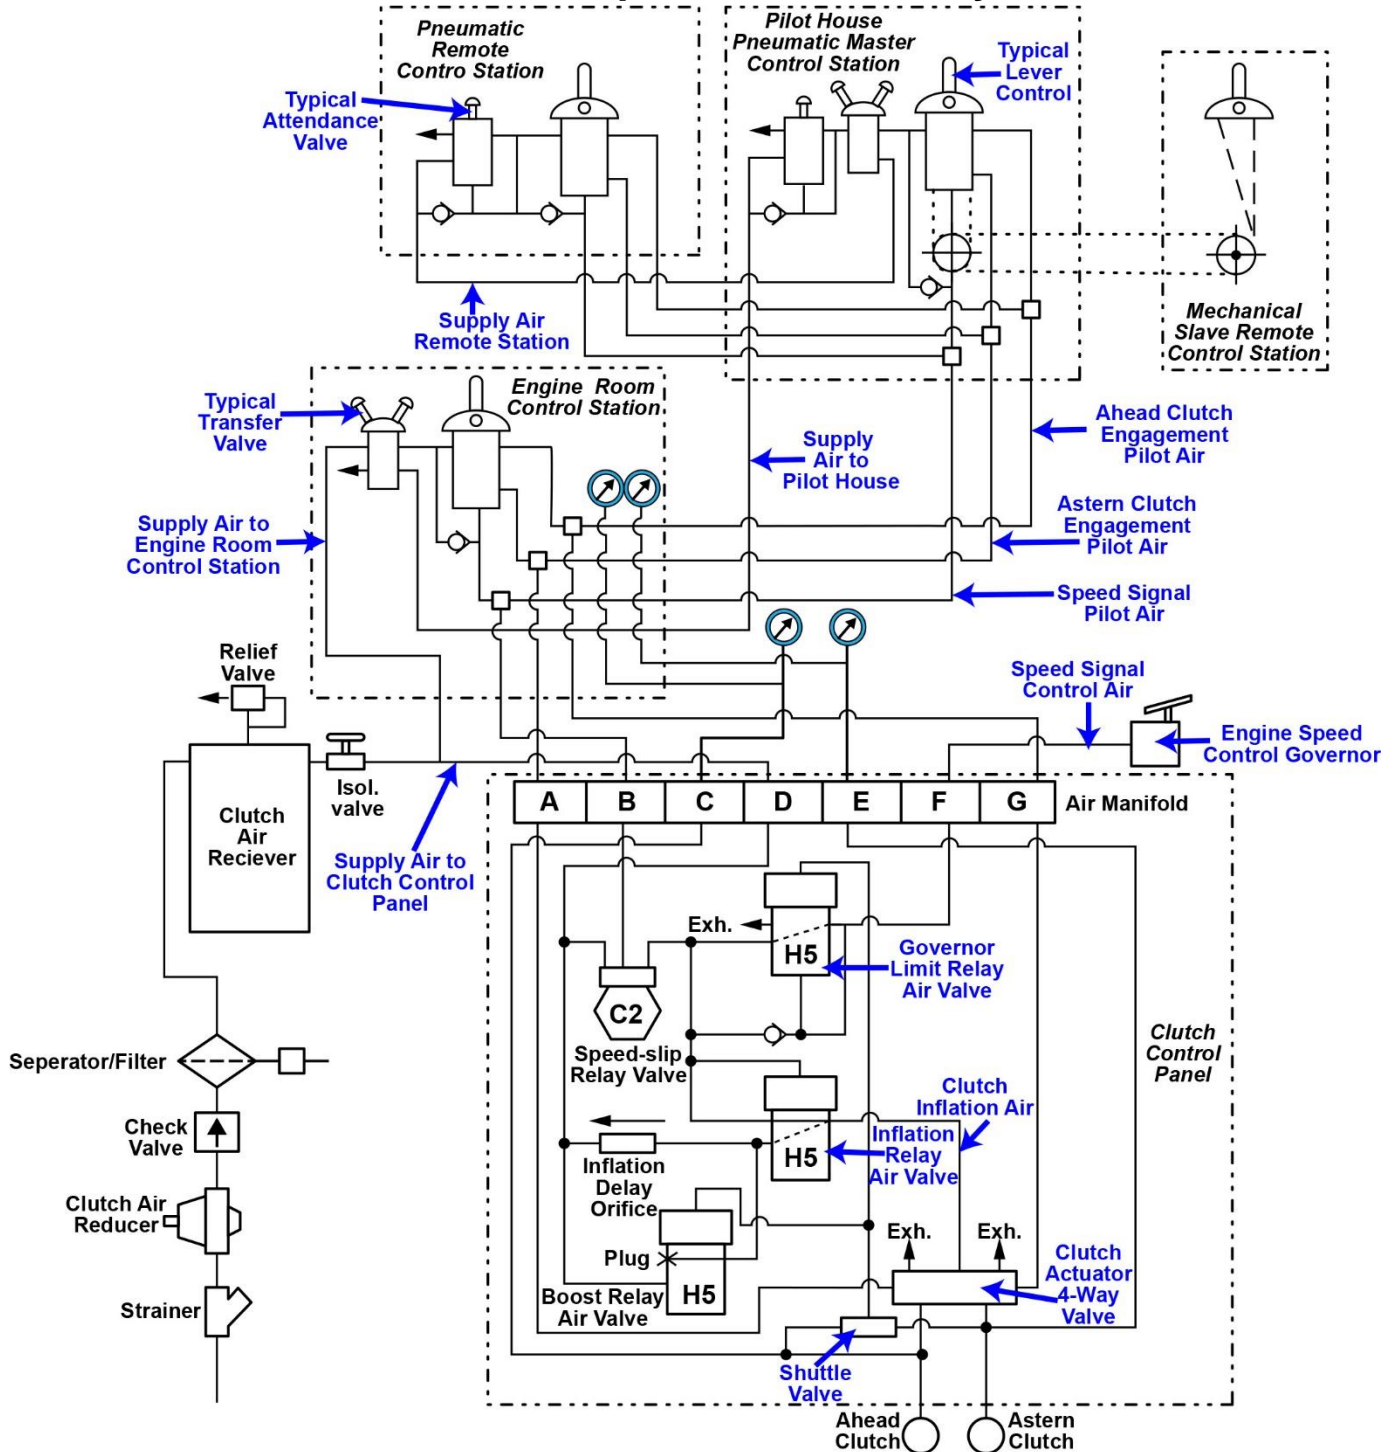 Pneumatic
Remote
Contro Station
Pilot House
Pneumatic Master
Control Station
Typical
Lever
Control
Typical
Attendance
Valve
Supply Air
Remote Station
Mechanical
Slave Remote
Control Station
Engine Room
Control Station
Typical
Transfer
Valve
Supply
Air to
Pilot House
Ahead Clutch
Engagement
Pilot Air
Astern Clutch
Engagement
Pilot Air
Supply Air to
Engine Room
Control Station
Speed Signal
Pilot Air
Relief
Valve
Speed Signal
Control Air
Engine Speed
Control Governor
Isol.
valve
Clutch
Air
Reciever
A B C D E F G
Air Manifold
Supply Air to
Clutch Control
Panel
Exh.
H5
Governor
Limit Relay
Air Valve
C2
Speed-slip
Relay Valve
Clutch
Control
Panel
Seperator/Filter
Clutch
Inflation Air
Check
Valve
Inflation
Delay
Orifice
H5
Inflation
Relay
Air Valve
Clutch Air
Reducer
Plug
H5
Boost Relay
Air Valve
Exh.
Exh.
Clutch
Actuator
4-Way
Valve
Strainer
Shuttle
Valve
Ahead
Clutch
Astern
Clutch